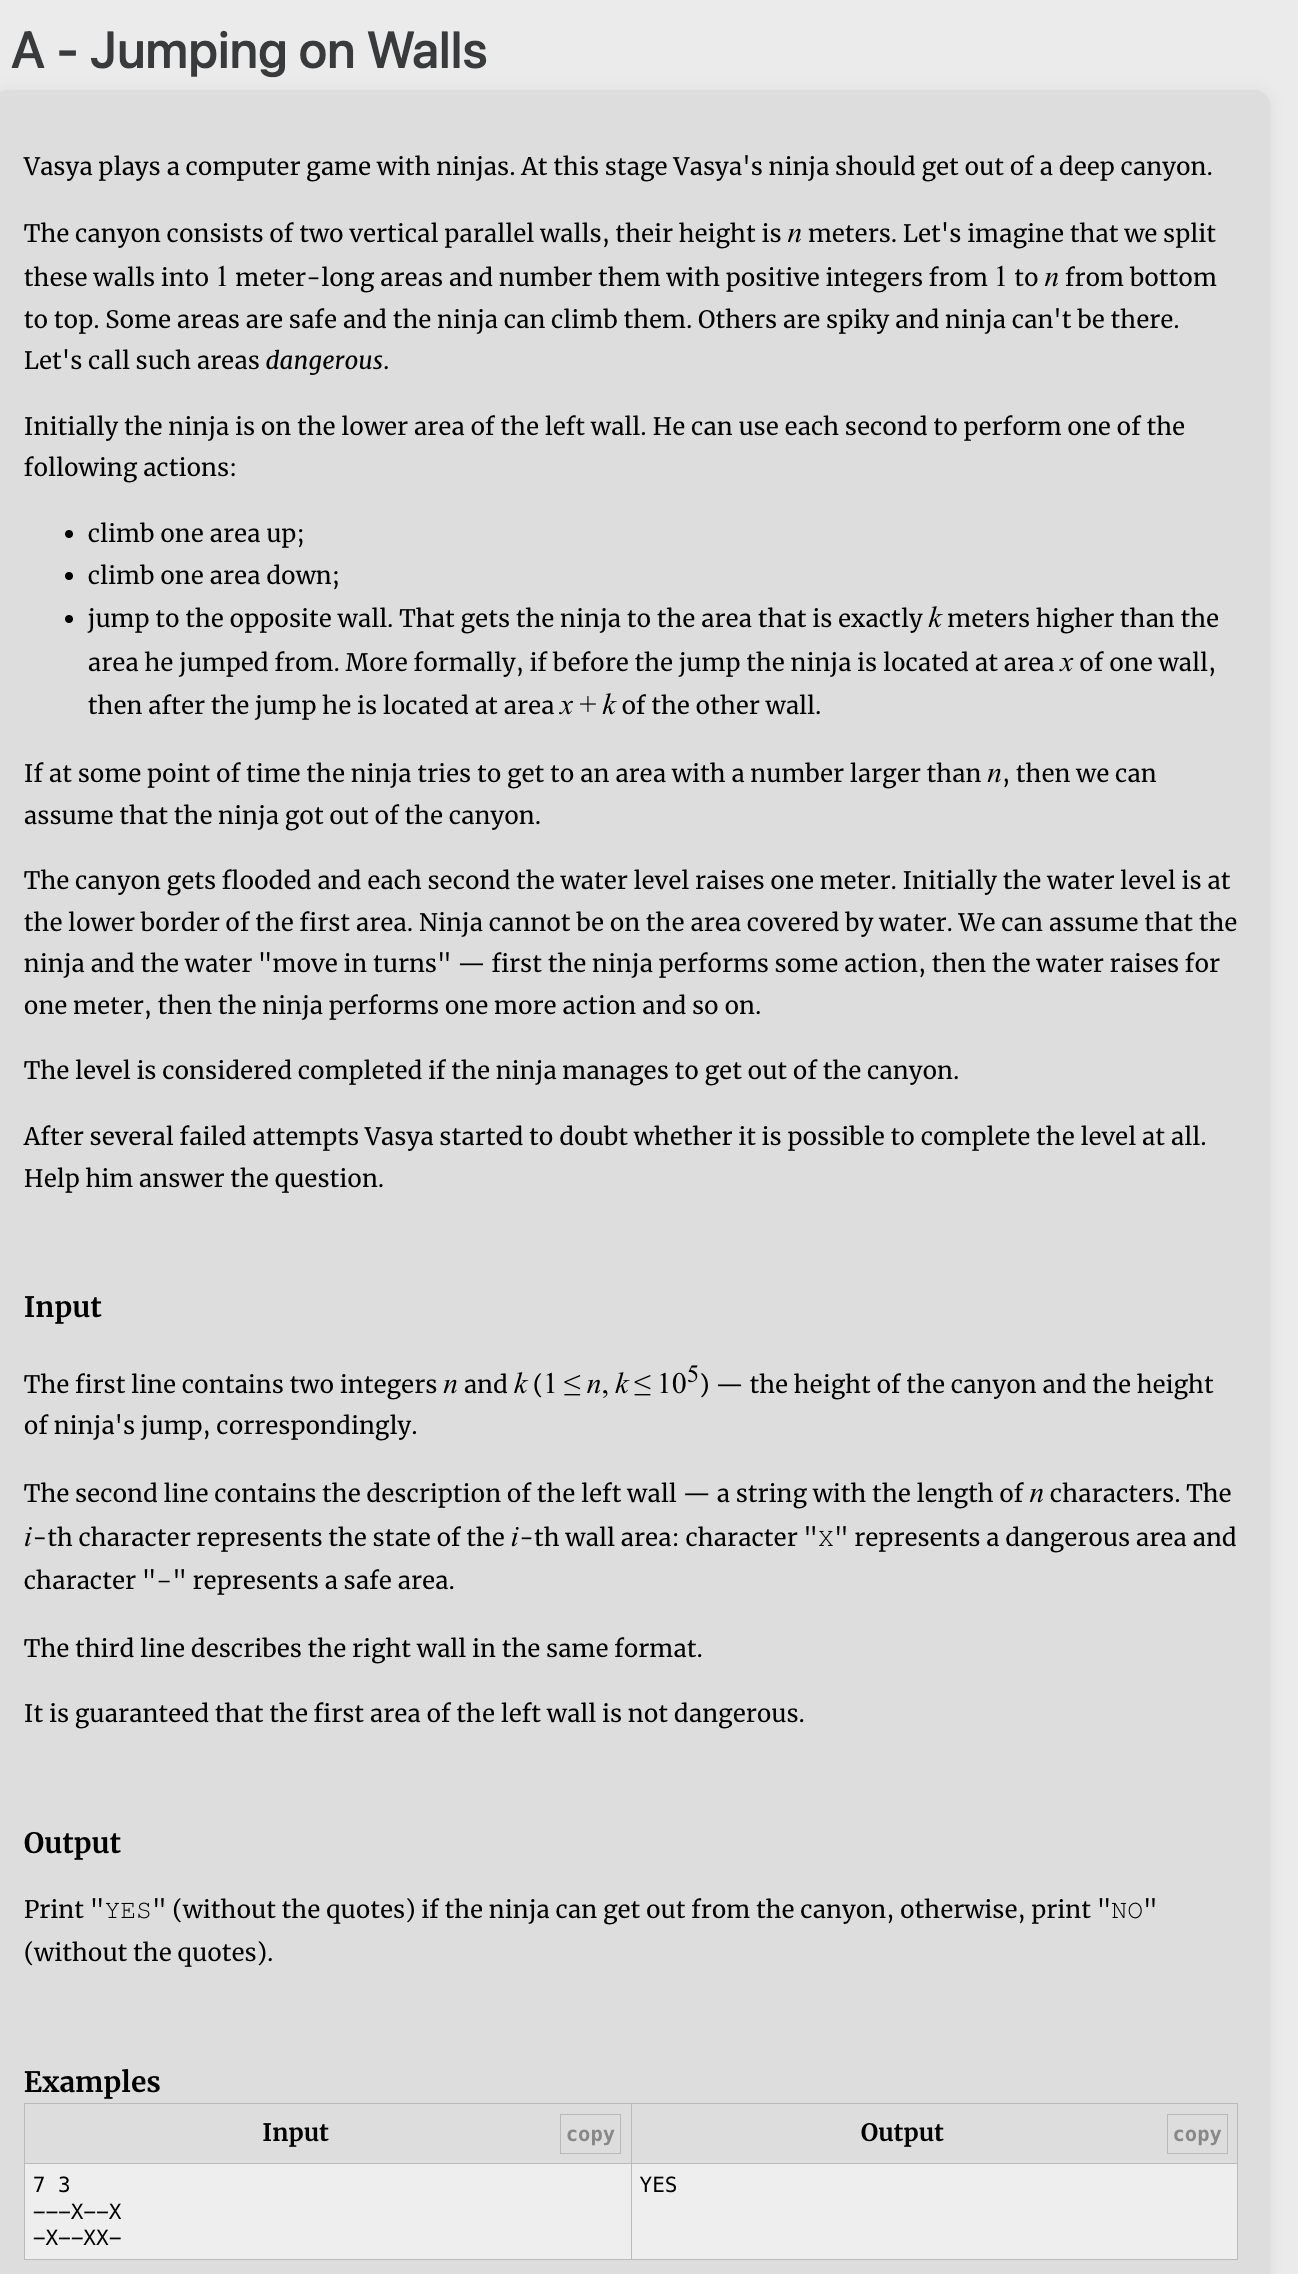 A - Jumping on Walls
Vasya plays a computer game with ninjas. At this stage Vasya's ninja should get out of a deep canyon.
The canyon consists of two vertical parallel walls, their height is n meters. Let's imagine that we split
these walls into 1 meter-long areas and number them with positive integers from 1 to n from bottom
to top. Some areas are safe and the ninja can climb them. Others are spiky and ninja can't be there.
Let's call such areas dangerous.
Initially the ninja is on the lower area of the left wall. He can use each second to perform one of the
following actions:
• climb one area up;
• climb one area down;
• jump to the opposite wall. That gets the ninja to the area that is exactly k meters higher than the
area he jumped from. More formally, if before the jump the ninja is located at area x of one wall,
then after the jump he is located at area x + k of the other wall.
If at some point of time the ninja tries to get to an area with a number larger than n, then we can
assume that the ninja got out of the canyon.
The canyon gets flooded and each second the water level raises one meter. Initially the water level is at
the lower border of the first area. Ninja cannot be on the area covered by water. We can assume that the
ninja and the water "move in turns" — first the ninja performs some action, then the water raises for
one meter, then the ninja performs one more action and so on.
The level is considered completed if the ninja manages to get out of the canyon.
After several failed attempts Vasya started to doubt whether it is possible to complete the level at all.
Help him answer the question.
Input
The first line contains two integers n and k (1 ≤ n, k ≤ 10⁵) — the height of the canyon and the height
of ninja's jump, correspondingly.
The second line contains the description of the left wall — a string with the length of n characters. The
i-th character represents the state of the i-th wall area: character "X" represents a dangerous area and
character "-" represents a safe area.
The third line describes the right wall in the same format.
It is guaranteed that the first area of the left wall is not dangerous.
Output
Print "YES" (without the quotes) if the ninja can get out from the canyon, otherwise, print "NO"
(without the quotes).
Examples
Input copy Output copy
7 3 YES
---X--X
-X--XX-